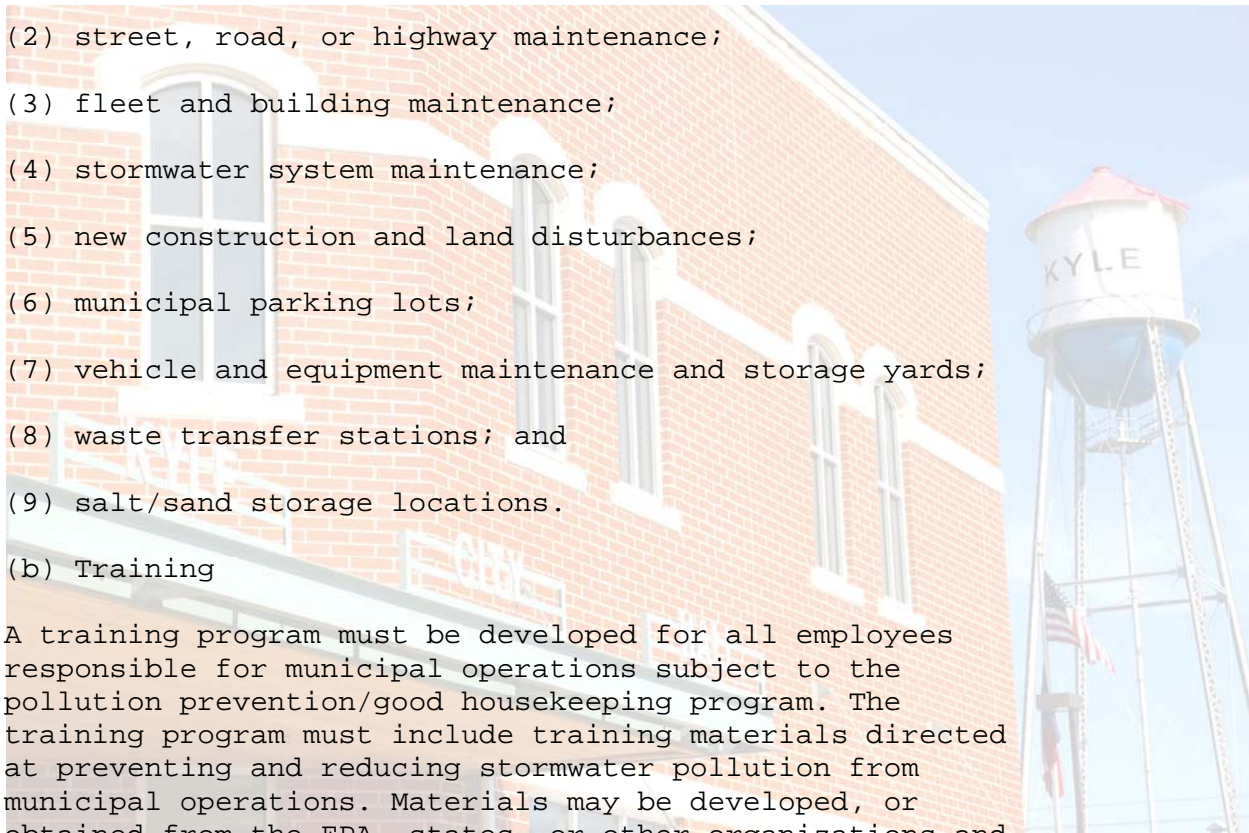 (2) street, road, or highway maintenance;
(3) fleet and building maintenance;
(4) stormwater system maintenance;
(5) new construction and land disturbances;
(6) municipal parking lots;
(7) vehicle and equipment maintenance and storage yards;
(8) waste transfer stations; and
(9) salt/sand storage locations.
(b) Training
A training program must be developed for all employees
responsible for municipal operations subject to the
pollution prevention/good housekeeping program. The
training program must include training materials directed
at preventing and reducing stormwater pollution from
municipal operations. Materials may be developed, or
obtained from the EPA, states, or other organizations and
KYLE
KYLE
CITY
HALL